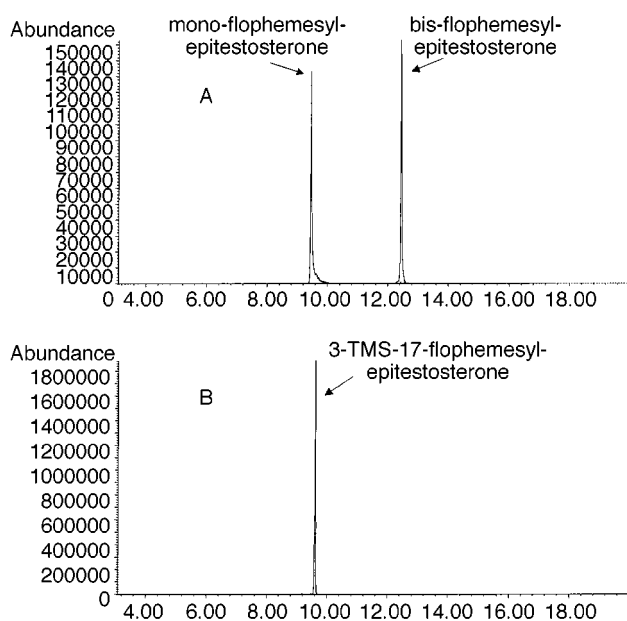 Abundance
mono-flophemesyl-
epitestosterone
bis-flophemesyl-
epitestosterone
A
150000
140000
130000
120000
110000
100000
90000
80000
70000
60000
50000
40000
30000
20000
10000
0 4.00 6.00 8.00 10.00 12.00 14.00 16.00 18.00
Abundance
3-TMS-17-flophemesyl-
epitestosterone
B
1800000
1600000
1400000
1200000
1000000
800000
600000
400000
200000
0
4.00 6.00 8.00 10.00 12.00 14.00 16.00 18.00